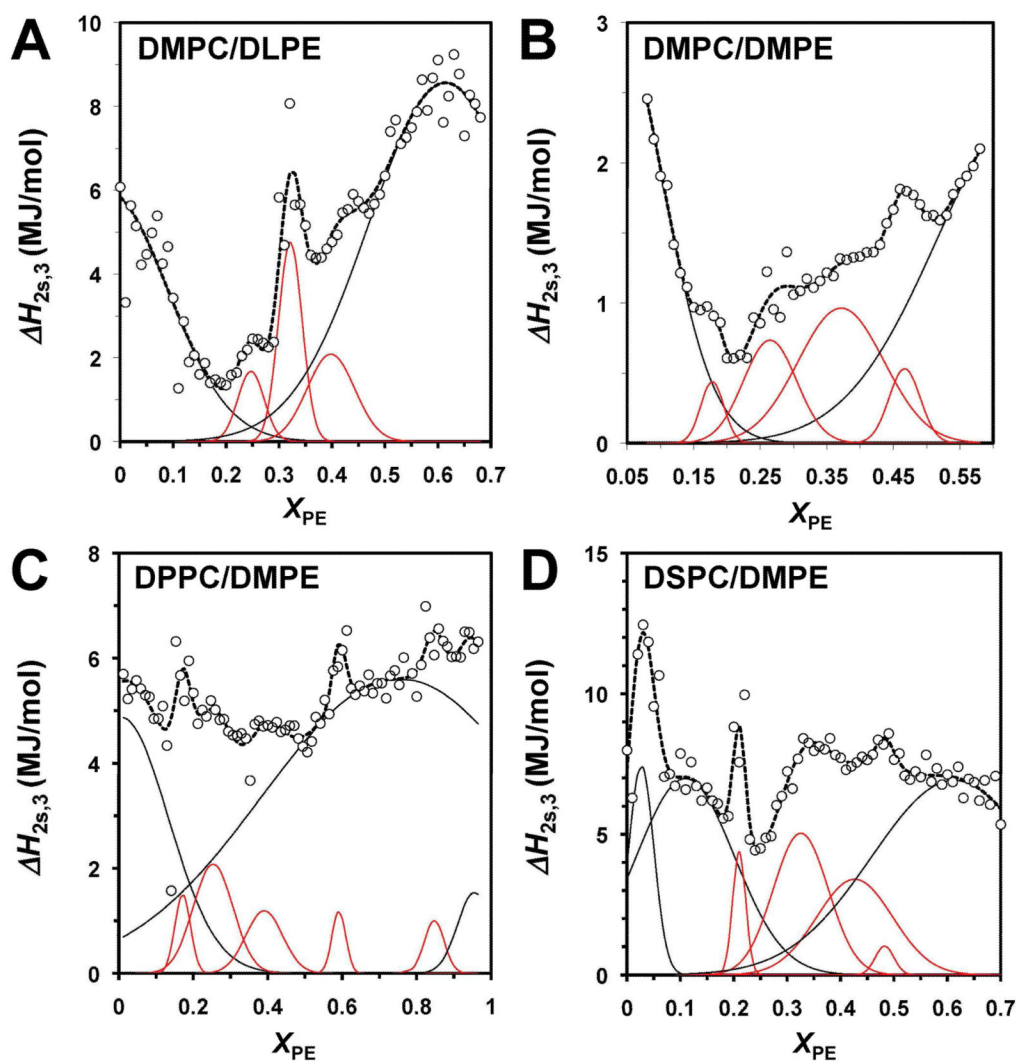 A
DMPC/DLPE
ΔH2s,3 (MJ/mol)
10
8
6
4
2
0
0 0.1 0.2 0.3 0.4 0.5 0.6 0.7
XPE
B
DMPC/DMPE
ΔH2s,3 (MJ/mol)
3
2
1
0
0.05 0.15 0.25 0.35 0.45 0.55
XPE
C
DPPC/DMPE
ΔH2s,3 (MJ/mol)
8
6
4
2
0
0 0.2 0.4 0.6 0.8 1
XPE
D
DSPC/DMPE
ΔH2s,3 (MJ/mol)
15
10
5
0
0 0.1 0.2 0.3 0.4 0.5 0.6 0.7
XPE